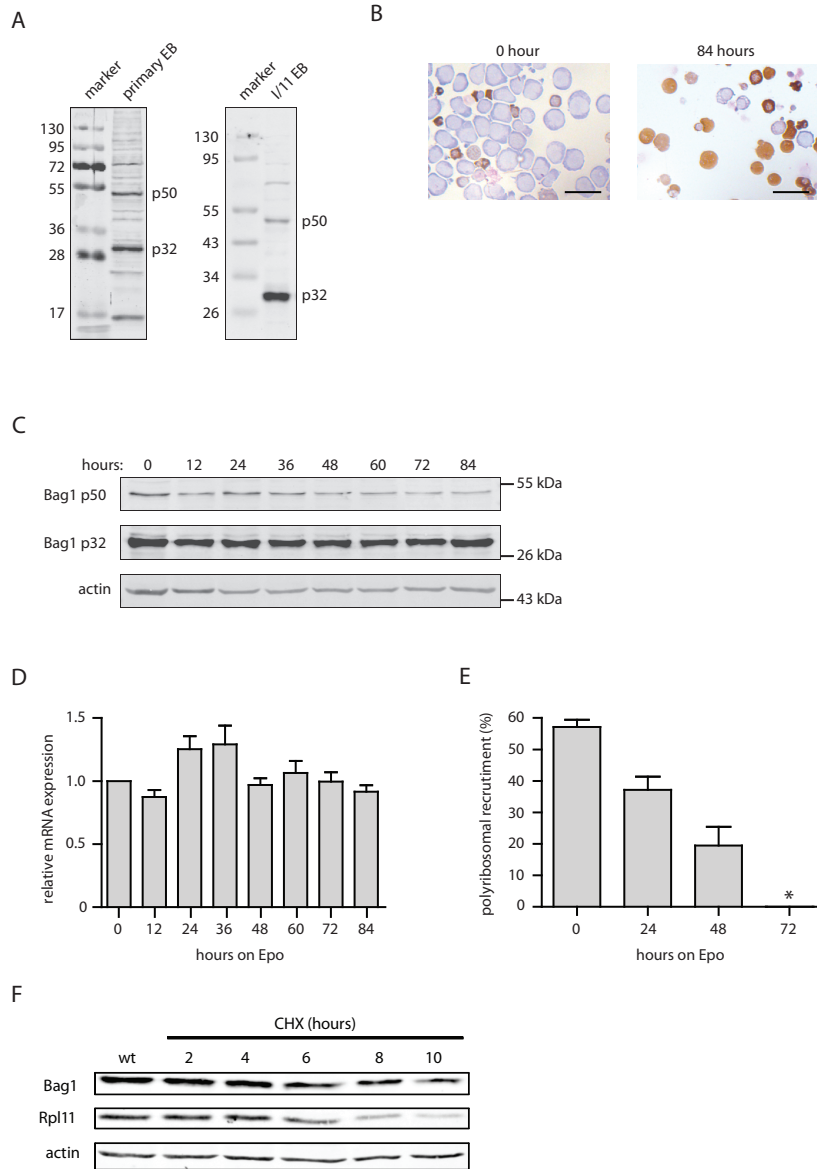 A
marker
primary EB
130
95
72
55
36
28
17
p50
p32
marker
I/11 EB
130
95
55
43
34
26
p50
p32
B
0 hour
84 hours
C
hours: 0 12 24 36 48 60 72 84
Bag1 p50
55 kDa
Bag1 p32
26 kDa
actin
43 kDa
D
relative mRNA expression
1.5
1.0
0.5
0
0 12 24 36 48 60 72 84
hours on Epo
E
polyribosomal recrutiment (%)
60
50
40
30
20
10
0
*
0 24 48 72
hours on Epo
F
CHX (hours)
wt 2 4 6 8 10
Bag1
Rpl11
actin